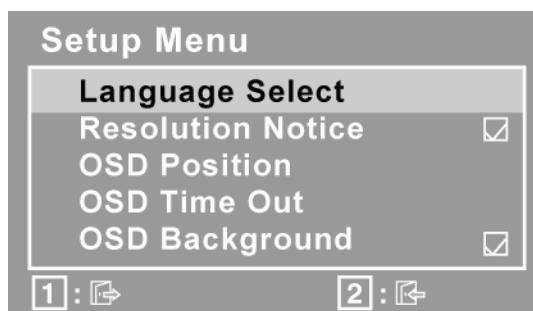 Setup Menu
Language Select
Resolution Notice
OSD Position
OSD Time Out
OSD Background
1 : 2 :